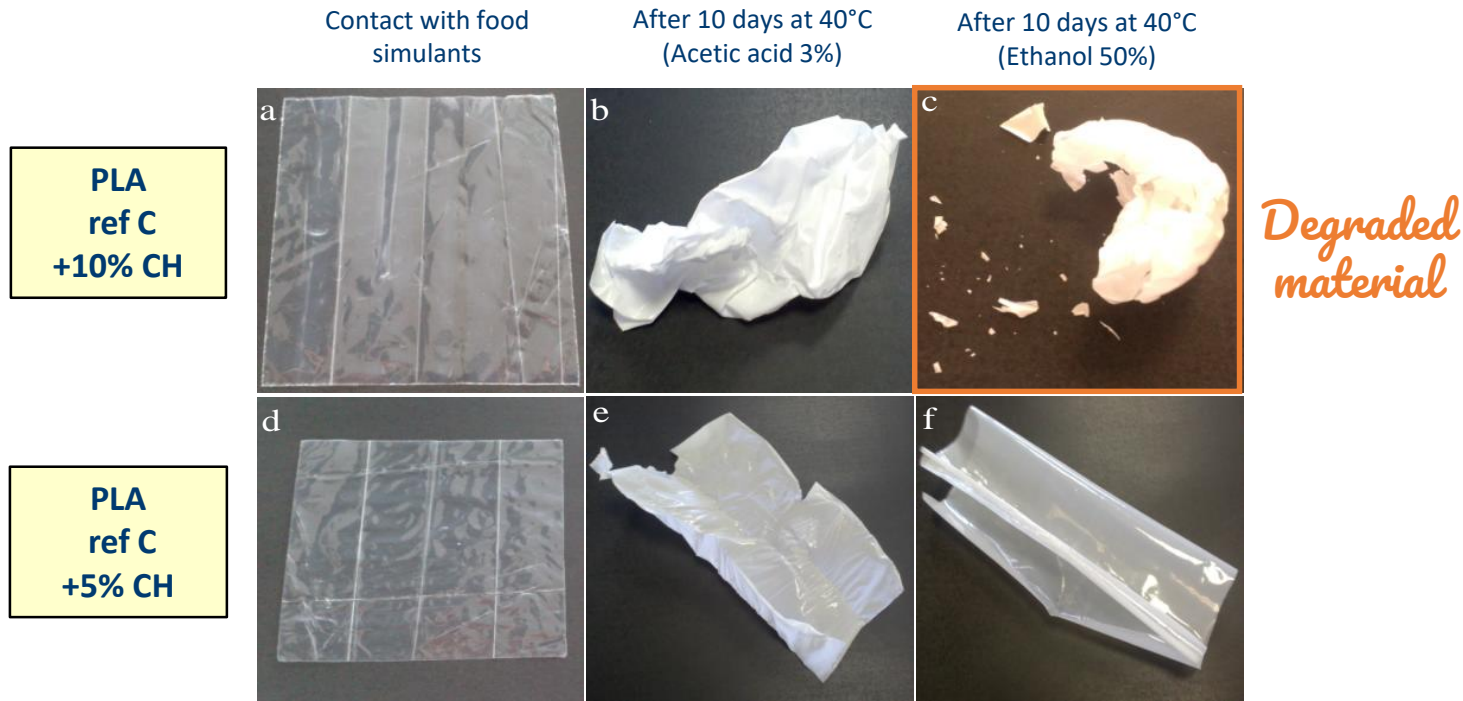 Contact with food
simulants
After 10 days at 40°C
(Acetic acid 3%)
After 10 days at 40°C
(Ethanol 50%)
a
b
c
PLA
ref C
+10% CH
Degraded
material
d
e
f
PLA
ref C
+5% CH